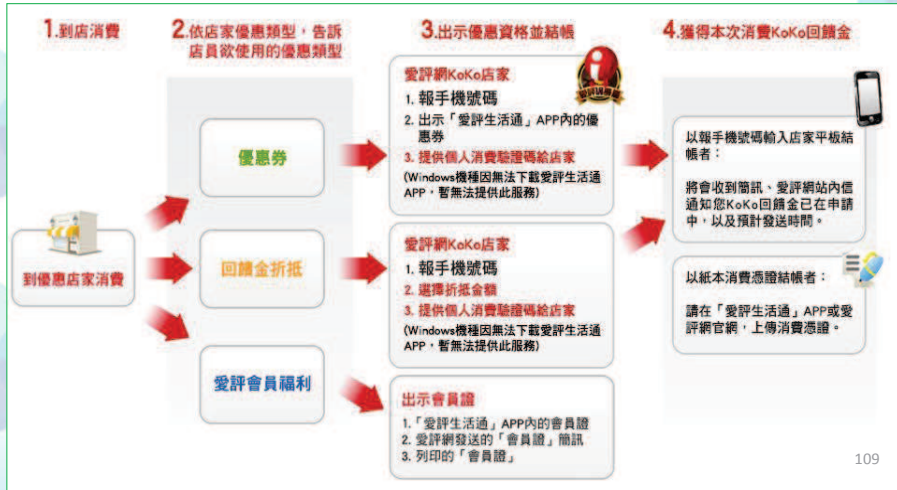 1.到店消費
2.依店家優惠類型，告訴
店員欲使用的優惠類型
3.出示優惠資格並結帳
4.獲得本次消費KoKo回饋金
到優惠店家消費
優惠券
回饋金折抵
愛評會員福利
愛評網KoKo店家
1. 報手機號碼
2. 出示「愛評生活通」APP內的優
惠券
3. 提供個人消費驗證碼給店家
(Windows機種因無法下載愛評生活通
APP，暫無法提供此服務)
愛評網KoKo店家
1. 報手機號碼
2. 選擇折抵金額
3. 提供個人消費驗證碼給店家
(Windows機種因無法下載愛評生活通
APP，暫無法提供此服務)
出示會員證
1.「愛評生活通」APP內的會員證
2. 愛評網發送的「會員證」簡訊
3. 列印的「會員證」
以報手機號碼輸入店家平板結
帳者：
將會收到簡訊、愛評網站內信
通知您KoKo回饋金已在申請
中，以及預計發送時間。
以紙本消費憑證結帳者：
請在「愛評生活通」APP或愛
評網官網，上傳消費憑證。
109